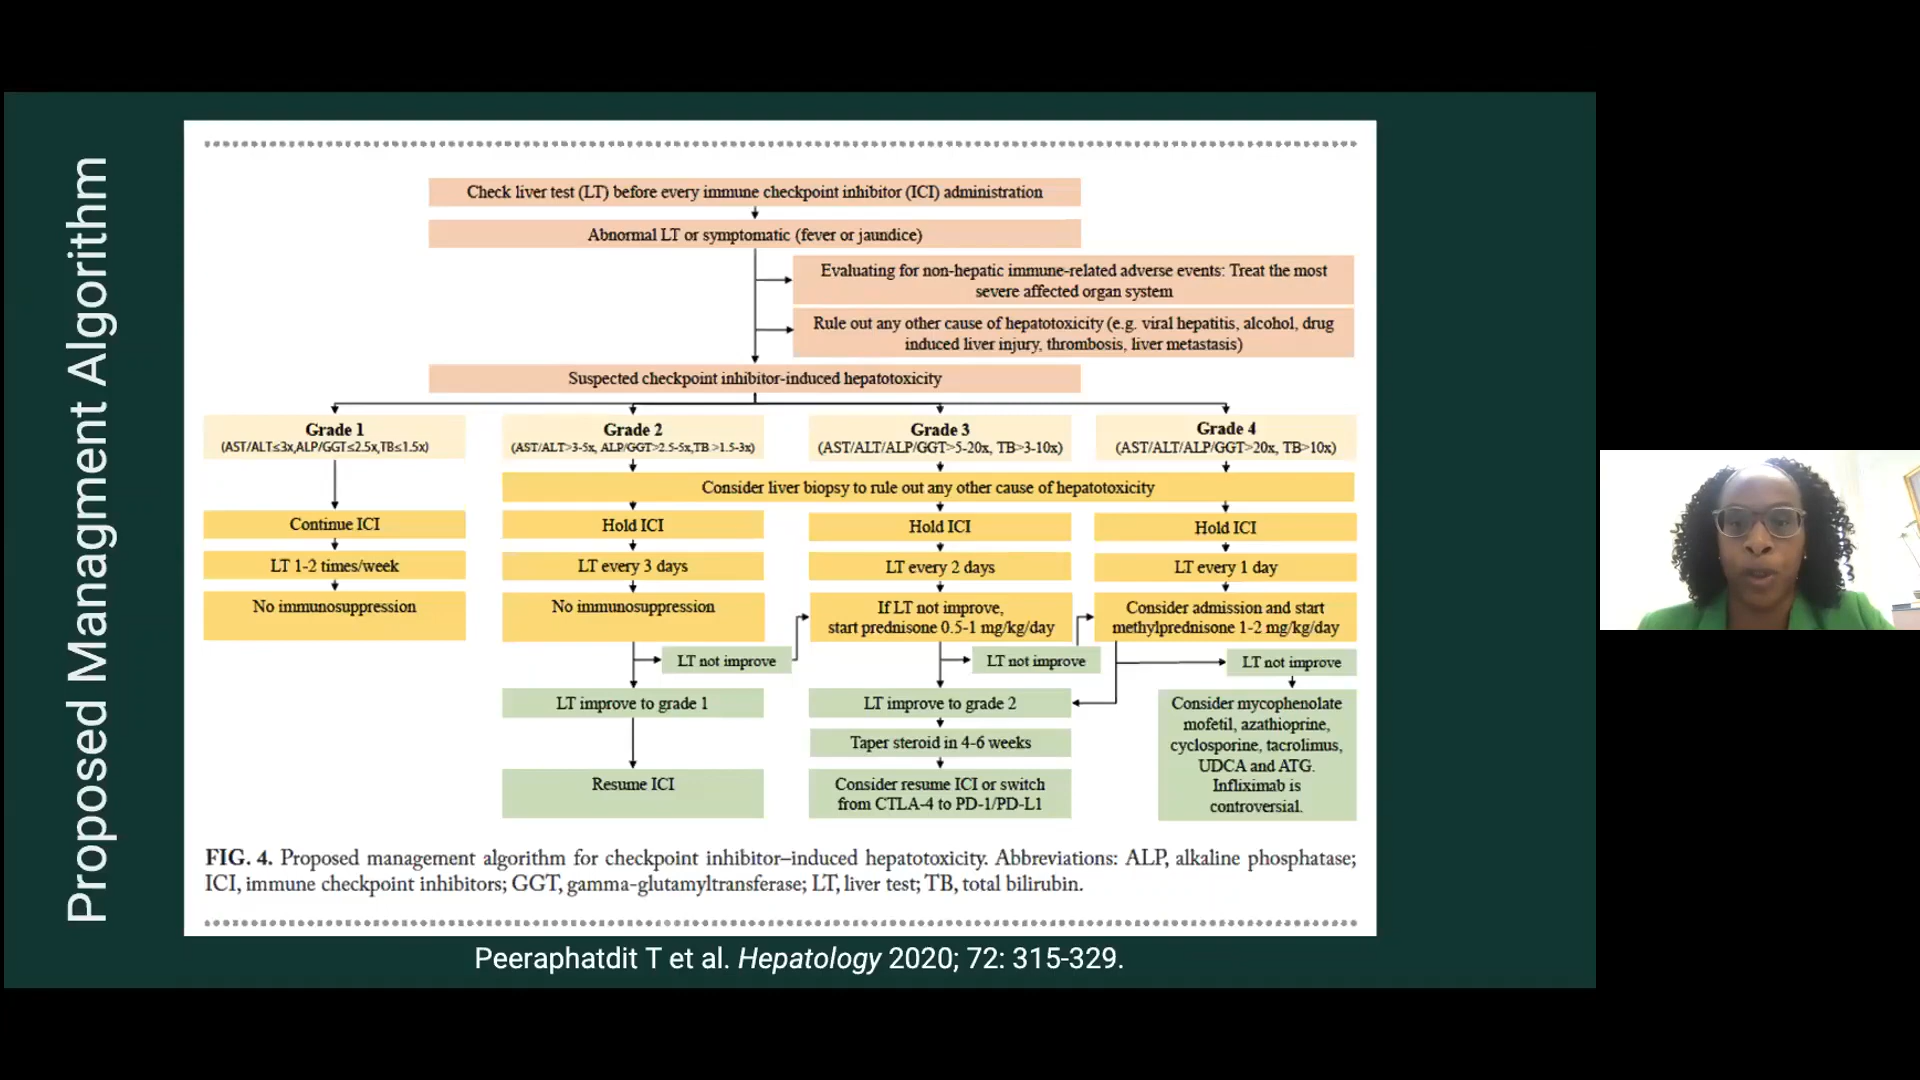 Proposed Managment Algorithm
Check liver test (LT) before every immune checkpoint inhibitor (ICI) administration
Abnormal LT or symptomatic (fever or jaundice)
Evaluating for non-hepatic immune-related adverse events: Treat the most
severe affected organ system
Rule out any other cause of hepatotoxicity (e.g. viral hepatitis, alcohol, drug
induced liver injury, thrombosis, liver metastasis)
Suspected checkpoint inhibitor-induced hepatotoxicity
Grade 1
(AST/ALT≤3x,ALP/GGT≤2.5x,TB≤1.5x)
Grade 2
(AST/ALT>3-5x, ALP/GGT>2.5-5x,TB >1.5-3x)
Grade 3
(AST/ALT/ALP/GGT>5-20x, TB>3-10x)
Grade 4
(AST/ALT/ALP/GGT>20x, TB>10x)
Consider liver biopsy to rule out any other cause of hepatotoxicity
Continue ICI
Hold ICI
Hold ICI
Hold ICI
LT 1-2 times/week
LT every 3 days
LT every 2 days
LT every 1 day
No immunosuppression
No immunosuppression
If LT not improve,
start prednisone 0.5-1 mg/kg/day
Consider admission and start
methylprednisone 1-2 mg/kg/day
LT not improve
LT not improve
LT not improve
LT improve to grade 1
LT improve to grade 2
Taper steroid in 4-6 weeks
Resume ICI
Consider resume ICI or switch
from CTLA-4 to PD-1/PD-L1
Consider mycophenolate
mofetil, azathioprine,
cyclosporine, tacrolimus,
UDCA and ATG.
Infliximab is
controversial.
FIG. 4. Proposed management algorithm for checkpoint inhibitor–induced hepatotoxicity. Abbreviations: ALP, alkaline phosphatase;
ICI, immune checkpoint inhibitors; GGT, gamma-glutamyltransferase; LT, liver test; TB, total bilirubin.
Peeraphatdit T et al. Hepatology 2020; 72: 315-329.